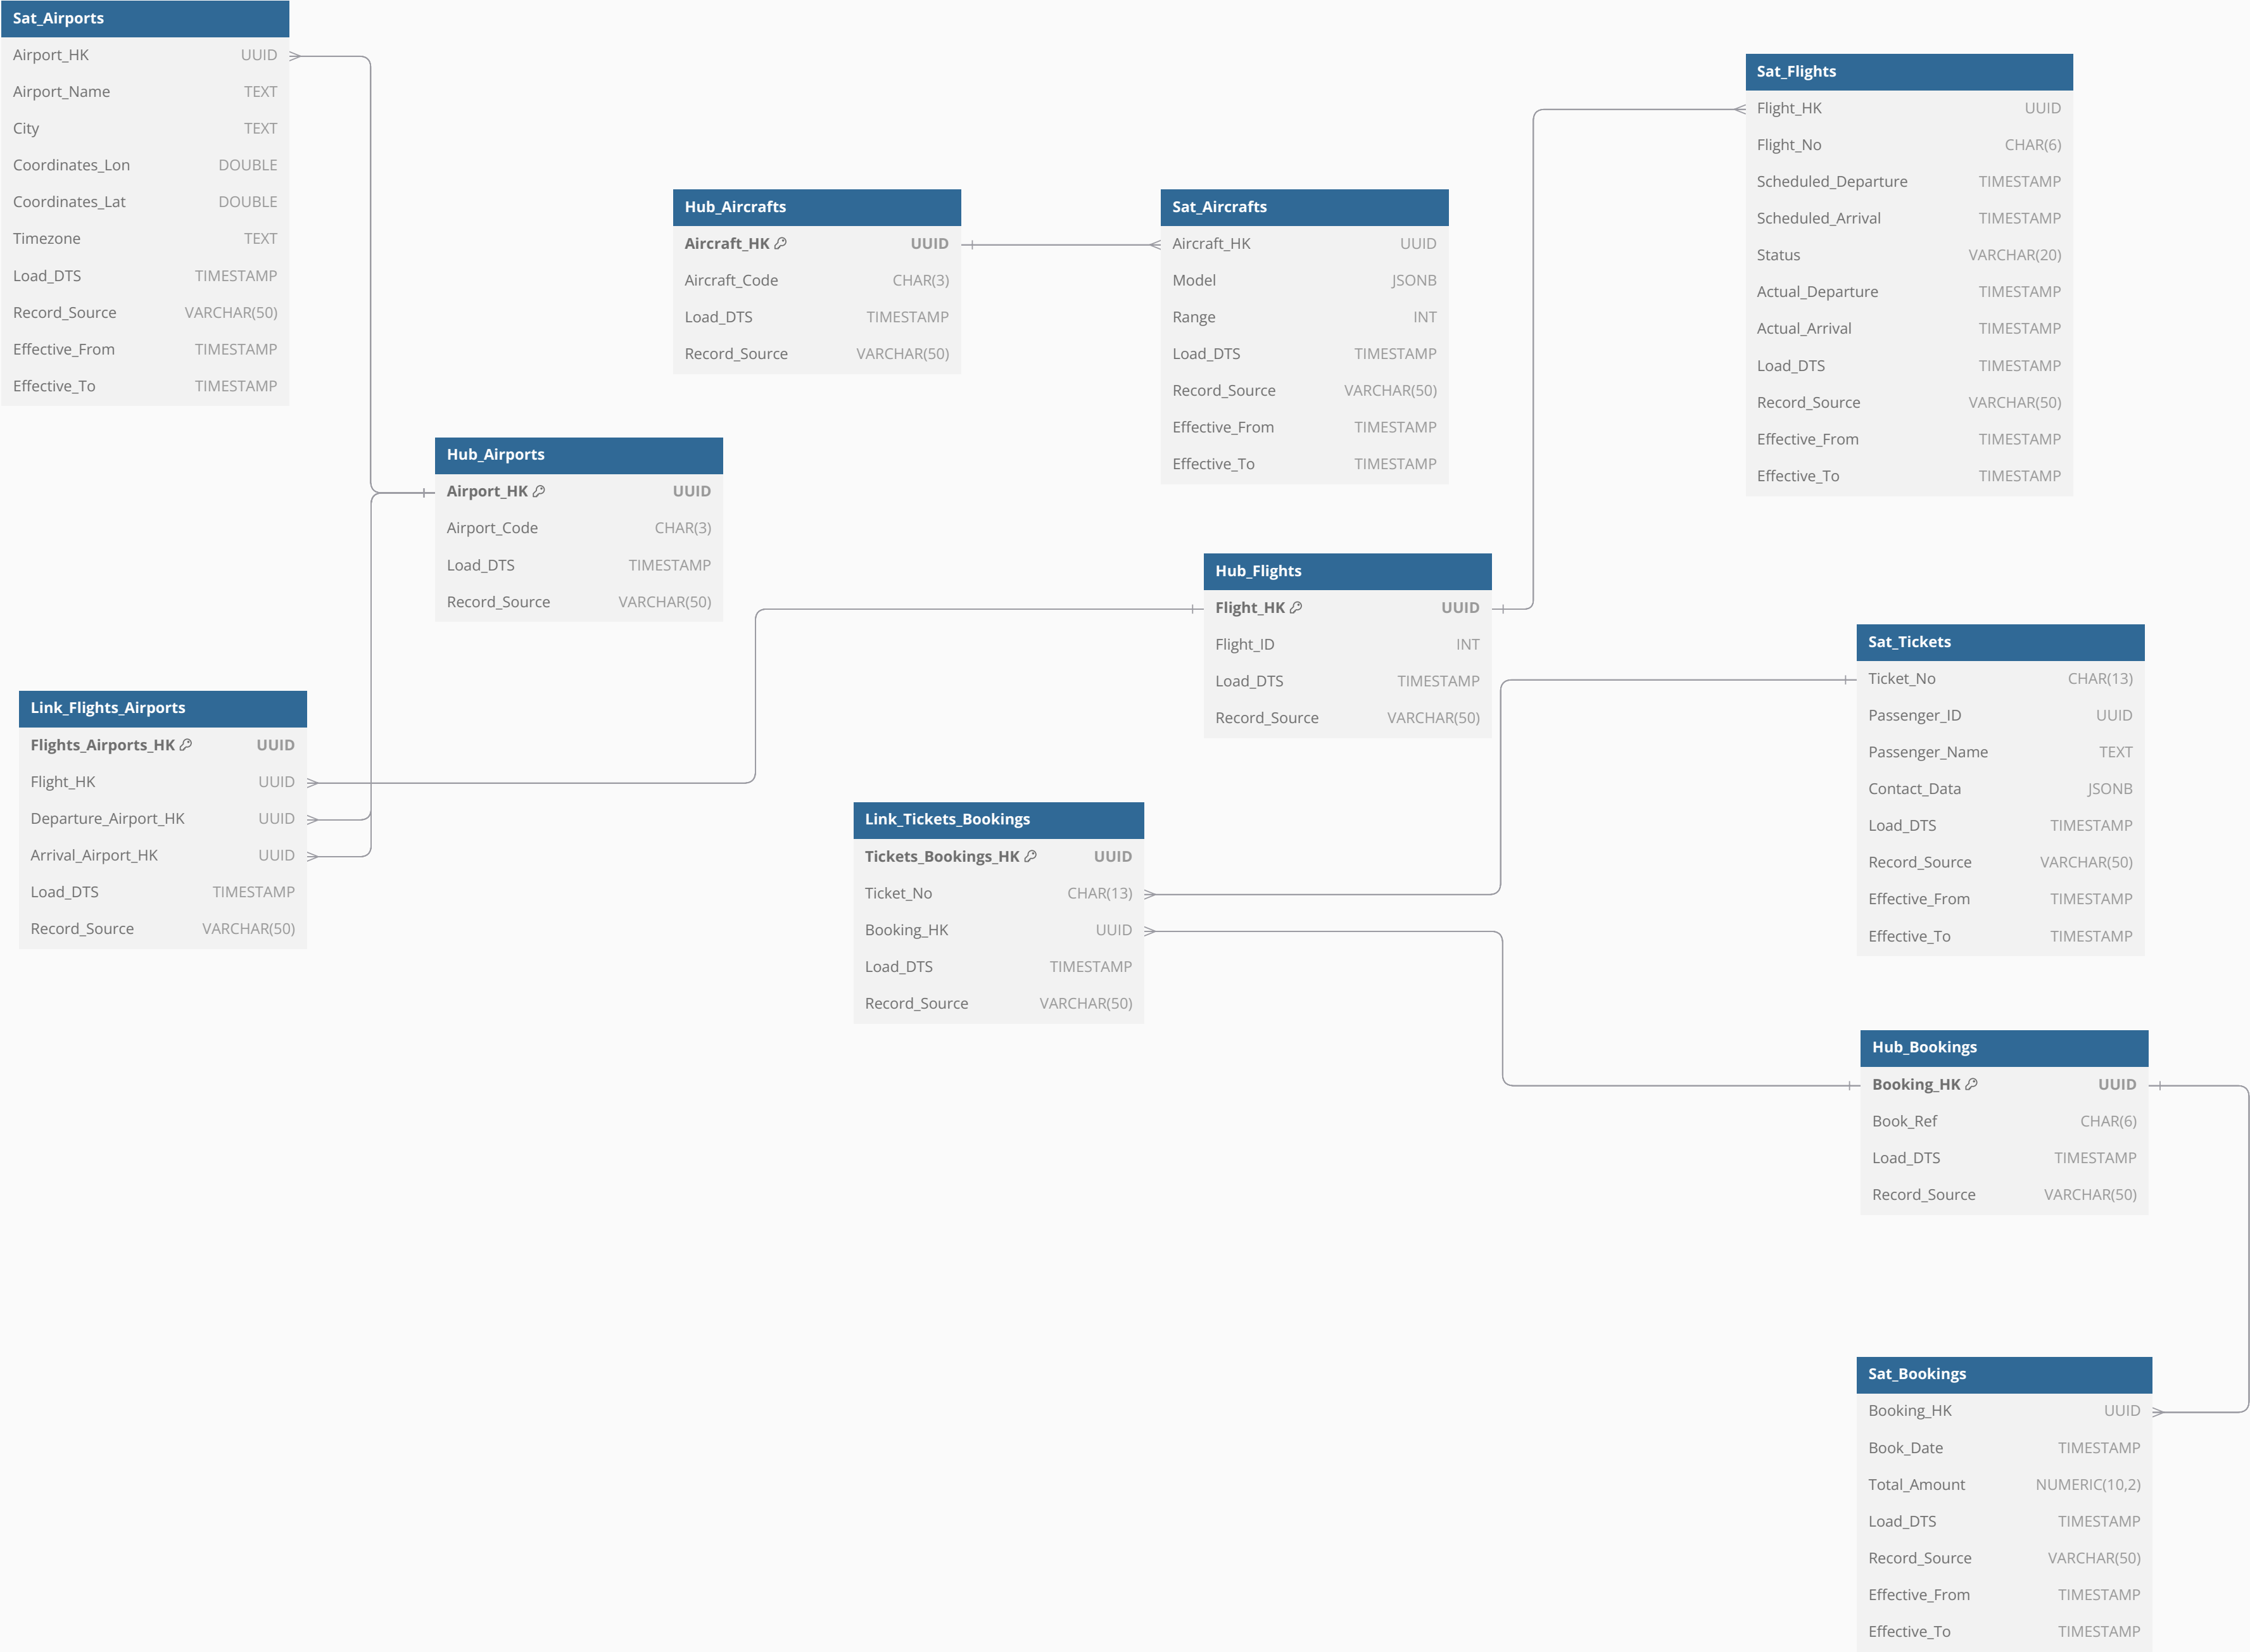 Sat_Airports
Airport_HK UUID
Airport_Name TEXT
City TEXT
Coordinates_Lon DOUBLE
Coordinates_Lat DOUBLE
Timezone TEXT
Load_DTS TIMESTAMP
Record_Source VARCHAR(50)
Effective_From TIMESTAMP
Effective_To TIMESTAMP
Hub_Aircrafts
Aircraft_HK UUID
Aircraft_Code CHAR(3)
Load_DTS TIMESTAMP
Record_Source VARCHAR(50)
Sat_Aircrafts
Aircraft_HK UUID
Model JSONB
Range INT
Load_DTS TIMESTAMP
Record_Source VARCHAR(50)
Effective_From TIMESTAMP
Effective_To TIMESTAMP
Sat_Flights
Flight_HK UUID
Flight_No CHAR(6)
Scheduled_Departure TIMESTAMP
Scheduled_Arrival TIMESTAMP
Status VARCHAR(20)
Actual_Departure TIMESTAMP
Actual_Arrival TIMESTAMP
Load_DTS TIMESTAMP
Record_Source VARCHAR(50)
Effective_From TIMESTAMP
Effective_To TIMESTAMP
Hub_Airports
Airport_HK UUID
Airport_Code CHAR(3)
Load_DTS TIMESTAMP
Record_Source VARCHAR(50)
Hub_Flights
Flight_HK UUID
Flight_ID INT
Load_DTS TIMESTAMP
Record_Source VARCHAR(50)
Sat_Tickets
Ticket_No CHAR(13)
Passenger_ID UUID
Passenger_Name TEXT
Contact_Data JSONB
Load_DTS TIMESTAMP
Record_Source VARCHAR(50)
Effective_From TIMESTAMP
Effective_To TIMESTAMP
Link_Flights_Airports
Flights_Airports_HK UUID
Flight_HK UUID
Departure_Airport_HK UUID
Arrival_Airport_HK UUID
Load_DTS TIMESTAMP
Record_Source VARCHAR(50)
Link_Tickets_Bookings
Tickets_Bookings_HK UUID
Ticket_No CHAR(13)
Booking_HK UUID
Load_DTS TIMESTAMP
Record_Source VARCHAR(50)
Hub_Bookings
Booking_HK UUID
Book_Ref CHAR(6)
Load_DTS TIMESTAMP
Record_Source VARCHAR(50)
Sat_Bookings
Booking_HK UUID
Book_Date TIMESTAMP
Total_Amount NUMERIC(10,2)
Load_DTS TIMESTAMP
Record_Source VARCHAR(50)
Effective_From TIMESTAMP
Effective_To TIMESTAMP